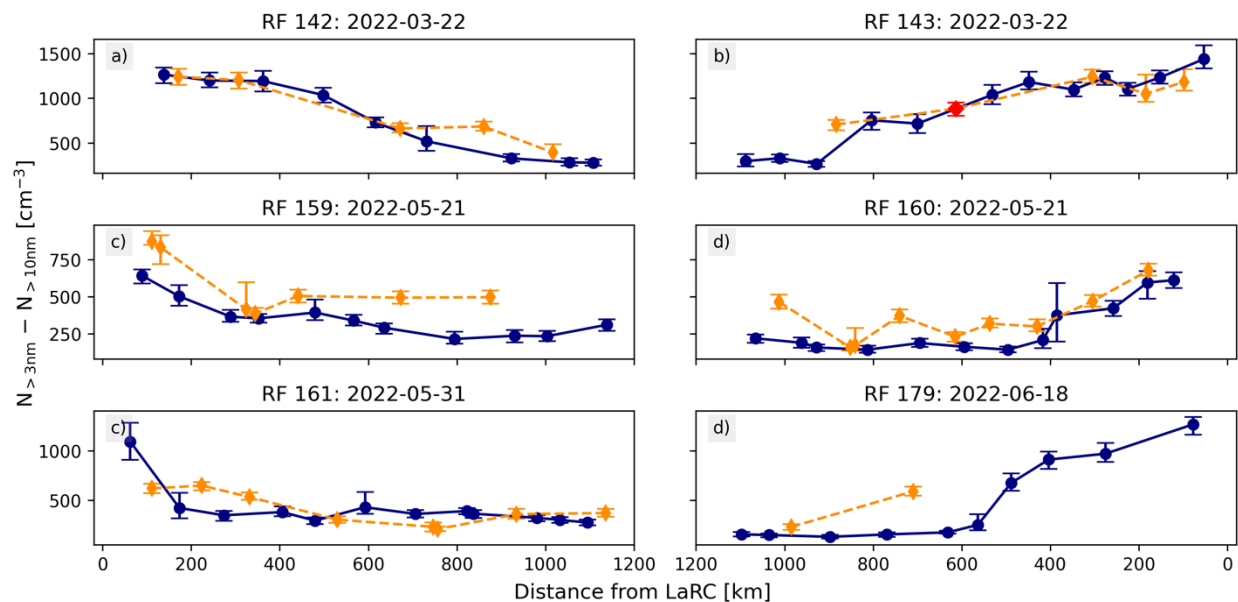 RF 142: 2022-03-22
RF 143: 2022-03-22
a)
b)
1500
1000
500
RF 159: 2022-05-21
RF 160: 2022-05-21
c)
d)
750
500
250
N>3nm − N>10nm [cm−3]
RF 161: 2022-05-31
RF 179: 2022-06-18
c)
d)
1000
500
0 200 400 600 800 1000 1200
1200 1000 800 600 400 200 0
Distance from LaRC [km]